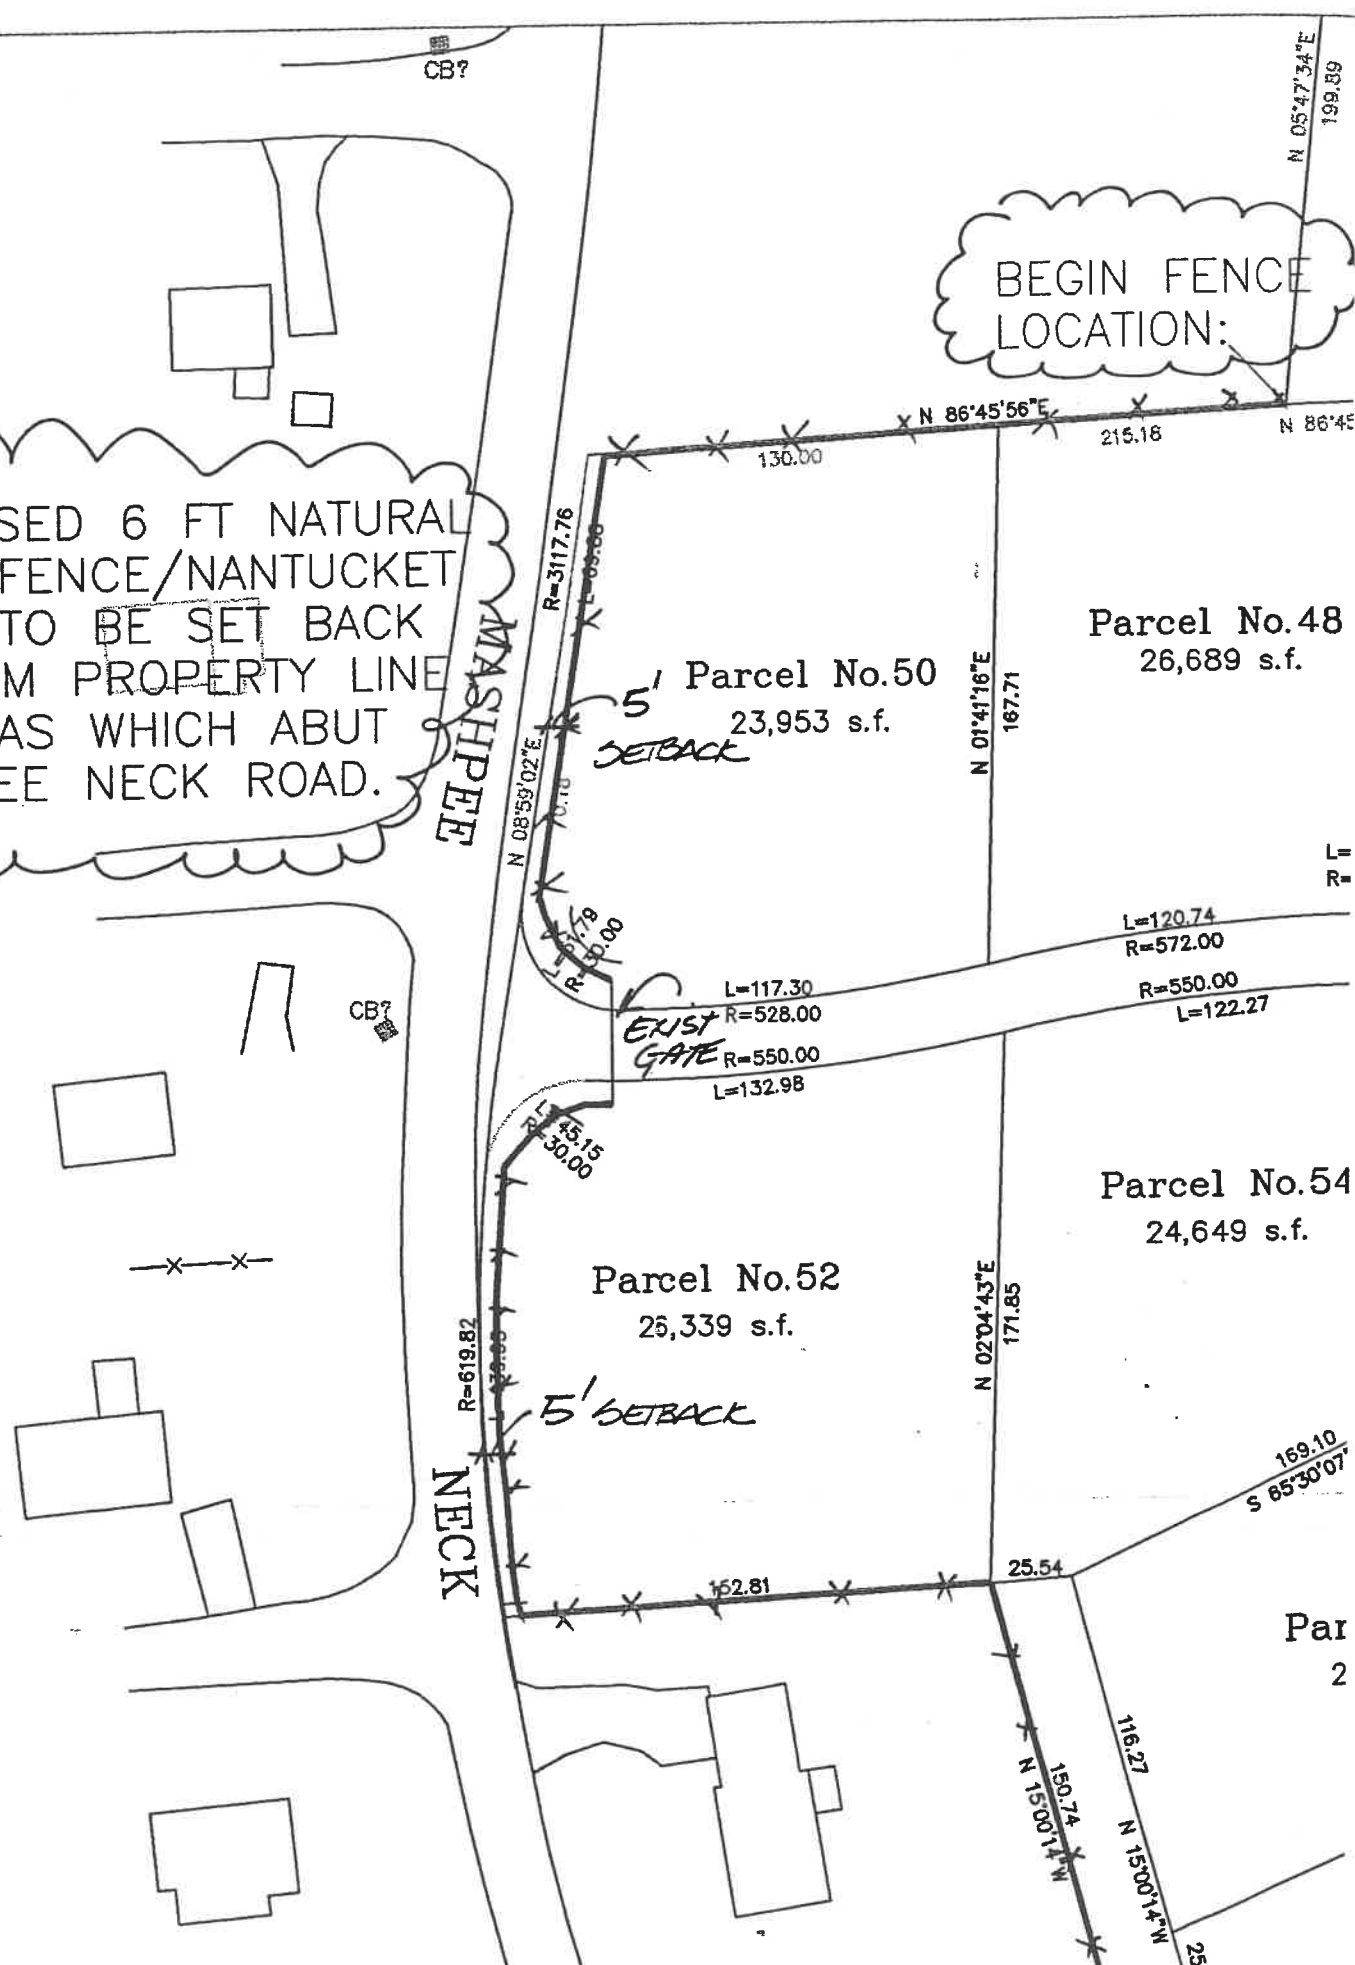 CB?
N 05°47'34"E
199.89
BEGIN FENCE
LOCATION:
N 86°45'56"E
130.00
215.18
N 86°45
SED 6 FT NATURAL
FENCE/NANTUCKET
TO BE SET BACK
M PROPERTY LINE
AS WHICH ABUT
EE NECK ROAD.
MASHPEE
R=3117.76
N 08°59'02"E
5'
SETBACK
Parcel No.50
23,953 s.f.
N 01°41'16"E
167.71
Parcel No.48
26,689 s.f.
L=
R=
R=30.00
L=117.30
R=528.00
L=120.74
R=572.00
R=550.00
L=122.27
EXIST
GATE
R=550.00
L=132.98
CB?
L=45.15
R=30.00
Parcel No.54
24,649 s.f.
Parcel No.52
26,339 s.f.
N 02°04'43"E
171.85
R=619.82
5' SETBACK
NECK
169.10
S 65°30'07"
152.81
25.54
Par
2
116.27
N 15°00'14"W
150.74
N 15°00'14"W
25